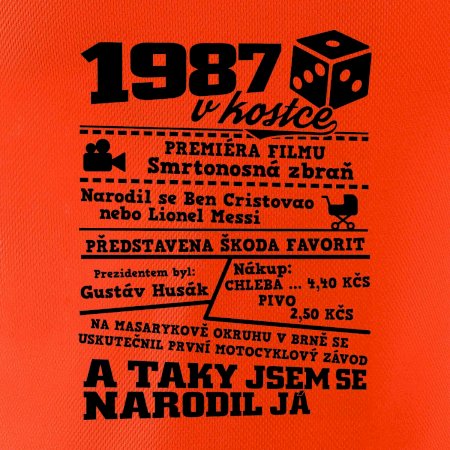 1987
v kostce
PREMIÉRA FILMU
Smrtonosná zbraň
Narodil se Ben Cristovao
nebo Lionel Messi
PŘEDSTAVENA ŠKODA FAVORIT
Prezidentem byl:
Gustáv Husák
Nákup:
CHLEBA ... 4,40 KČS
PIVO
2,50 KČS
NA MASARYKOVĚ OKRUHU V BRNĚ SE
USKUTEČNIL PRVNÍ MOTOCYKLOVÝ ZÁVOD
A TAKY JSEM SE
NARODIL JÁ